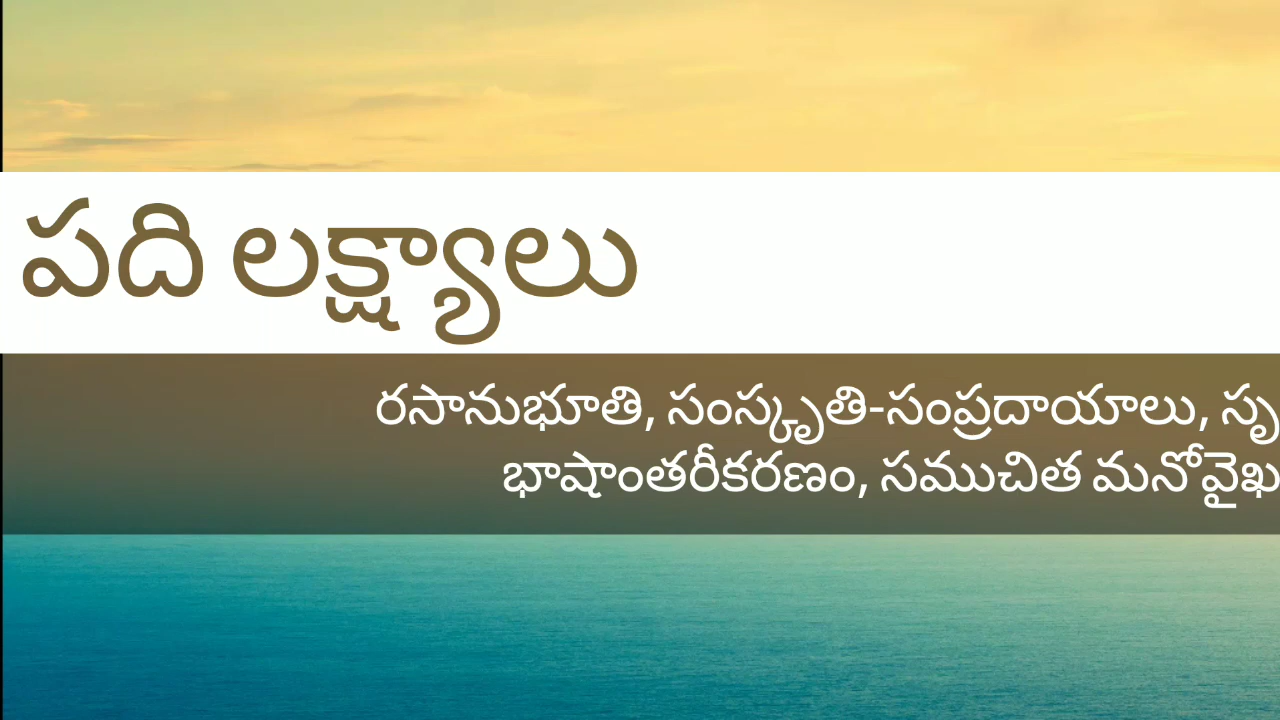 పది లక్ష్యాలు
రసానుభూతి, సంస్కృతి-సంప్రదాయాలు,
భాషాంతరీకరణం, సముచిత